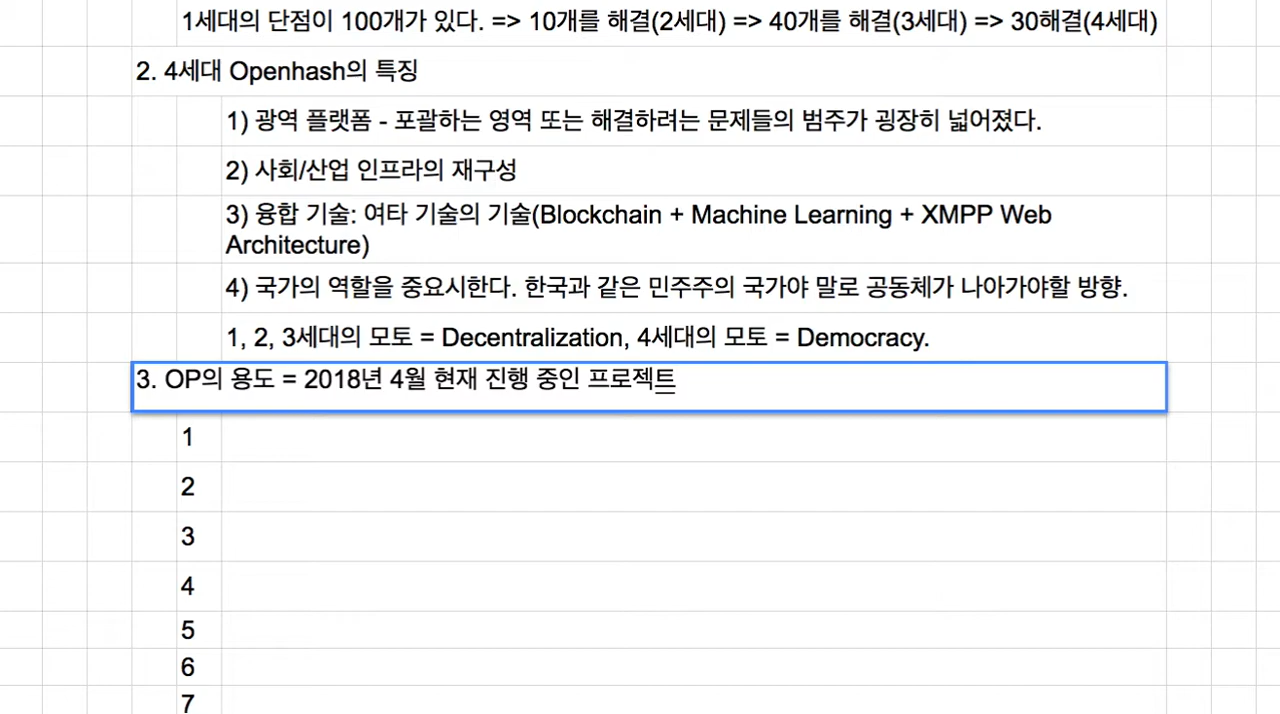 1세대의 단점이 100개가 있다. => 10개를 해결(2세대) => 40개를 해결(3세대) => 30해결(4세대)
2. 4세대 Openhash의 특징
1) 광역 플랫폼 - 포괄하는 영역 또는 해결하려는 문제들의 범주가 굉장히 넓어졌다.
2) 사회/산업 인프라의 재구성
3) 융합 기술: 여타 기술의 기술(Blockchain + Machine Learning + XMPP Web
Architecture)
4) 국가의 역할을 중요시한다. 한국과 같은 민주주의 국가야 말로 공동체가 나아가야할 방향.
1, 2, 3세대의 모토 = Decentralization, 4세대의 모토 = Democracy.
3. OP의 용도 = 2018년 4월 현재 진행 중인 프로젝트
1
2
3
4
5
6
7